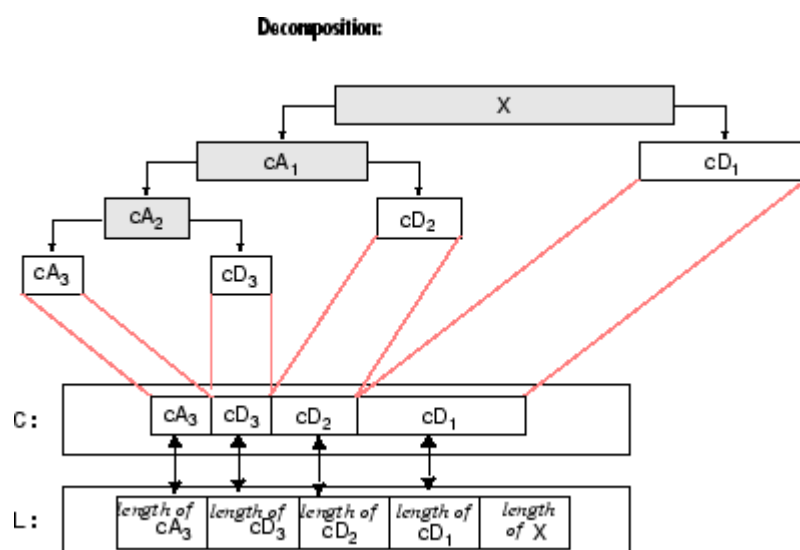 Decomposition:
X
cA₁
cD₁
cA₂
cD₂
cA₃
cD₃
C:
cA₃ cD₃ cD₂ cD₁
L:
length of length of length of length of length
cA₃ cD₃ cD₂ cD₁ of X